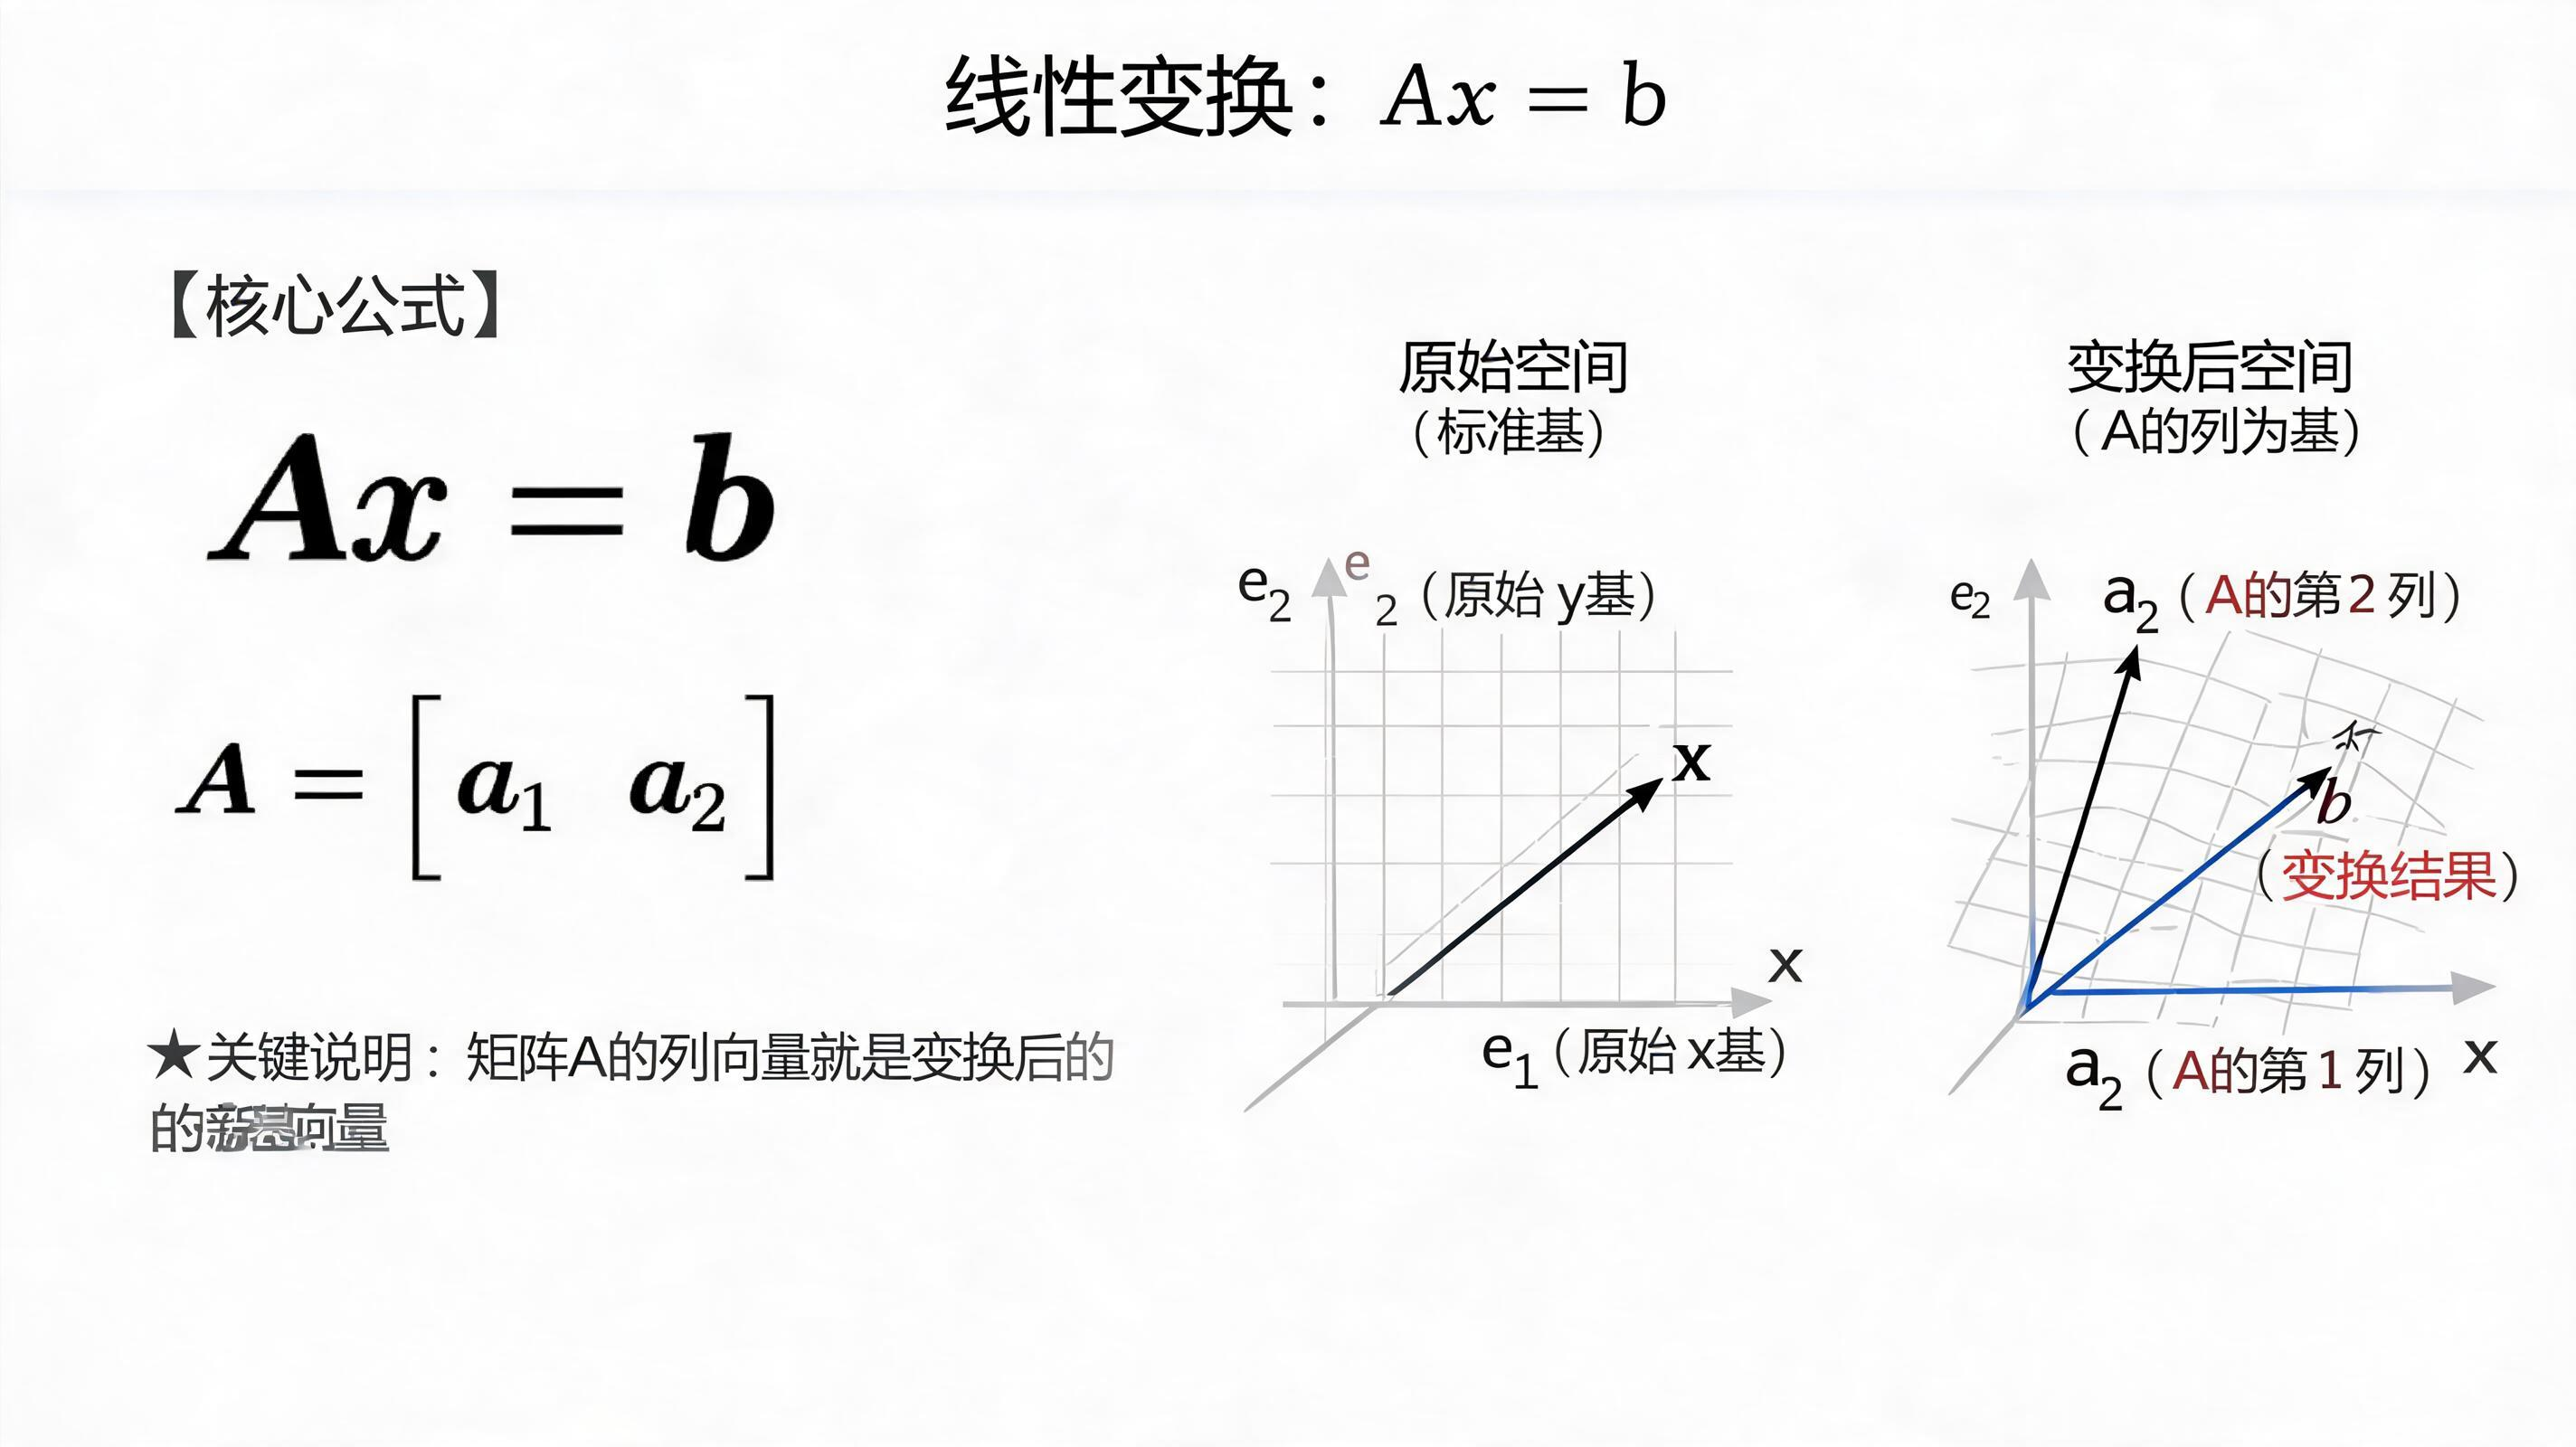 线性变换：Ax = b
【核心公式】
Ax = b
A = [ a₁ a₂ ]
★关键说明：矩阵A的列向量就是变换后的
的新基向量
原始空间
（标准基）
e₂
e
₂（原始 y基）
x
x
e₁（原始 x基）
变换后空间
（A的列为基）
e₂
a₂（A的第2 列）
b
（变换结果）
a₂（A的第1 列）
x